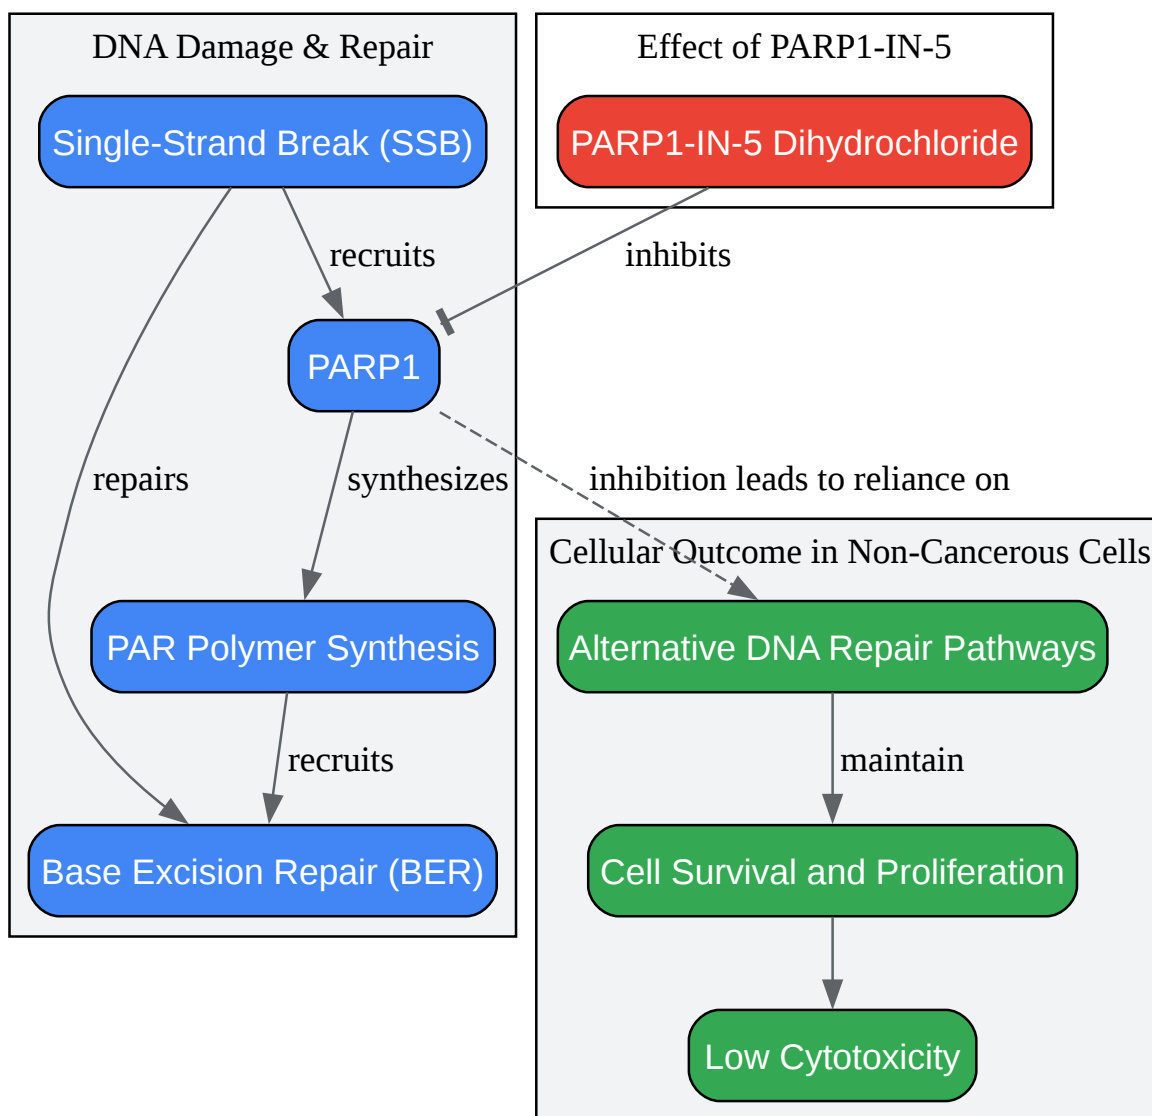 DNA Damage & Repair
Effect of PARP1-IN-5
Single-Strand Break (SSB)
PARP1-IN-5 Dihydrochloride
recruits
inhibits
PARP1
repairs
synthesizes
inhibition leads to reliance on
Cellular Outcome in Non-Cancerous Cells
PAR Polymer Synthesis
Alternative DNA Repair Pathways
recruits
maintain
Base Excision Repair (BER)
Cell Survival and Proliferation
Low Cytotoxicity